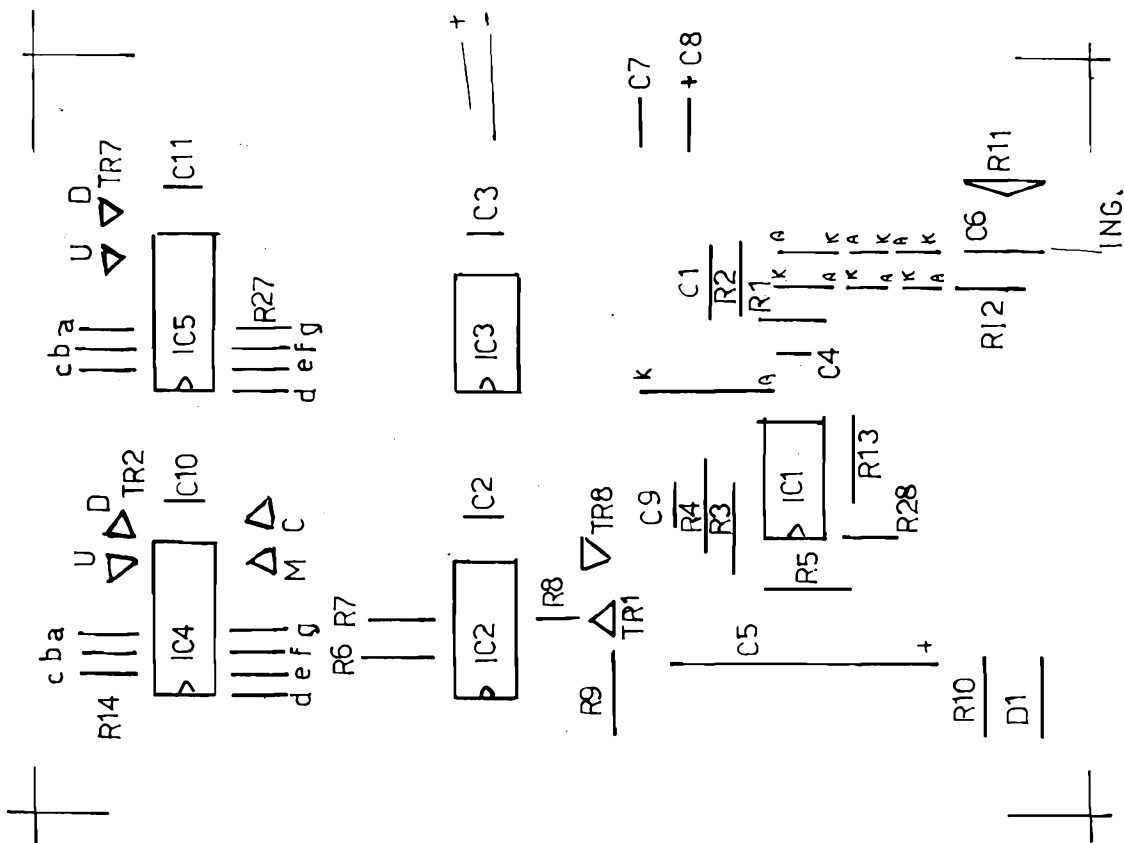 +
-
C7
+ C8
D
TR7
U
C11
C3
R11
C6
ING.
c b a
IC5
R27
d e f g
IC3
C1
R2
R1
A K A K A K
K A K A K A
R12
K
A
C4
D
TR2
U
C10
C
M
C2
TR8
C9
R4
R3
IC1
R13
R28
R5
c b a
R14
IC4
d e f g
R7
R6
IC2
R8
TR1
R9
C5
+
R10
D1